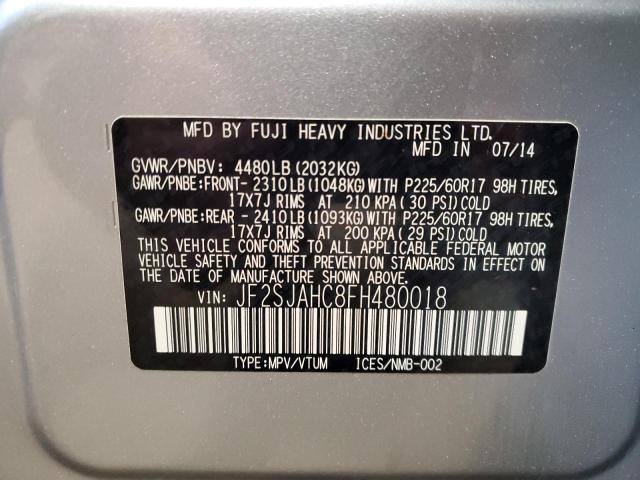 MFD BY FUJI HEAVY INDUSTRIES LTD.
MFD IN 07/14
GVWR/PNBV: 4480LB(2032KG)
GAWR/PNBE:FRONT- 2310LB(1048KG)WITH P225/60R17 98H TIRES,
17X7J RIMS AT 210 KPA( 30 PSI)COLD
GAWR/PNBE:REAR -2410LB(1093KG)WITH P225/60R17 98H TIRES,
17X7J RIMS AT 200 KPA( 29 PSI)COLD
THIS VEHICLE CONFORMS TO ALL APPLICABLE FEDERAL MOTOR
VEHICLE SAFETY AND THEFT PREVENTION STANDARDS IN EFFECT ON
THE DATE OF MANUFACTURE SHOWN ABOVE.
VIN: JF2SJAHC8FH480018
TYPE:MPV/VTUM ICES/NMB-002